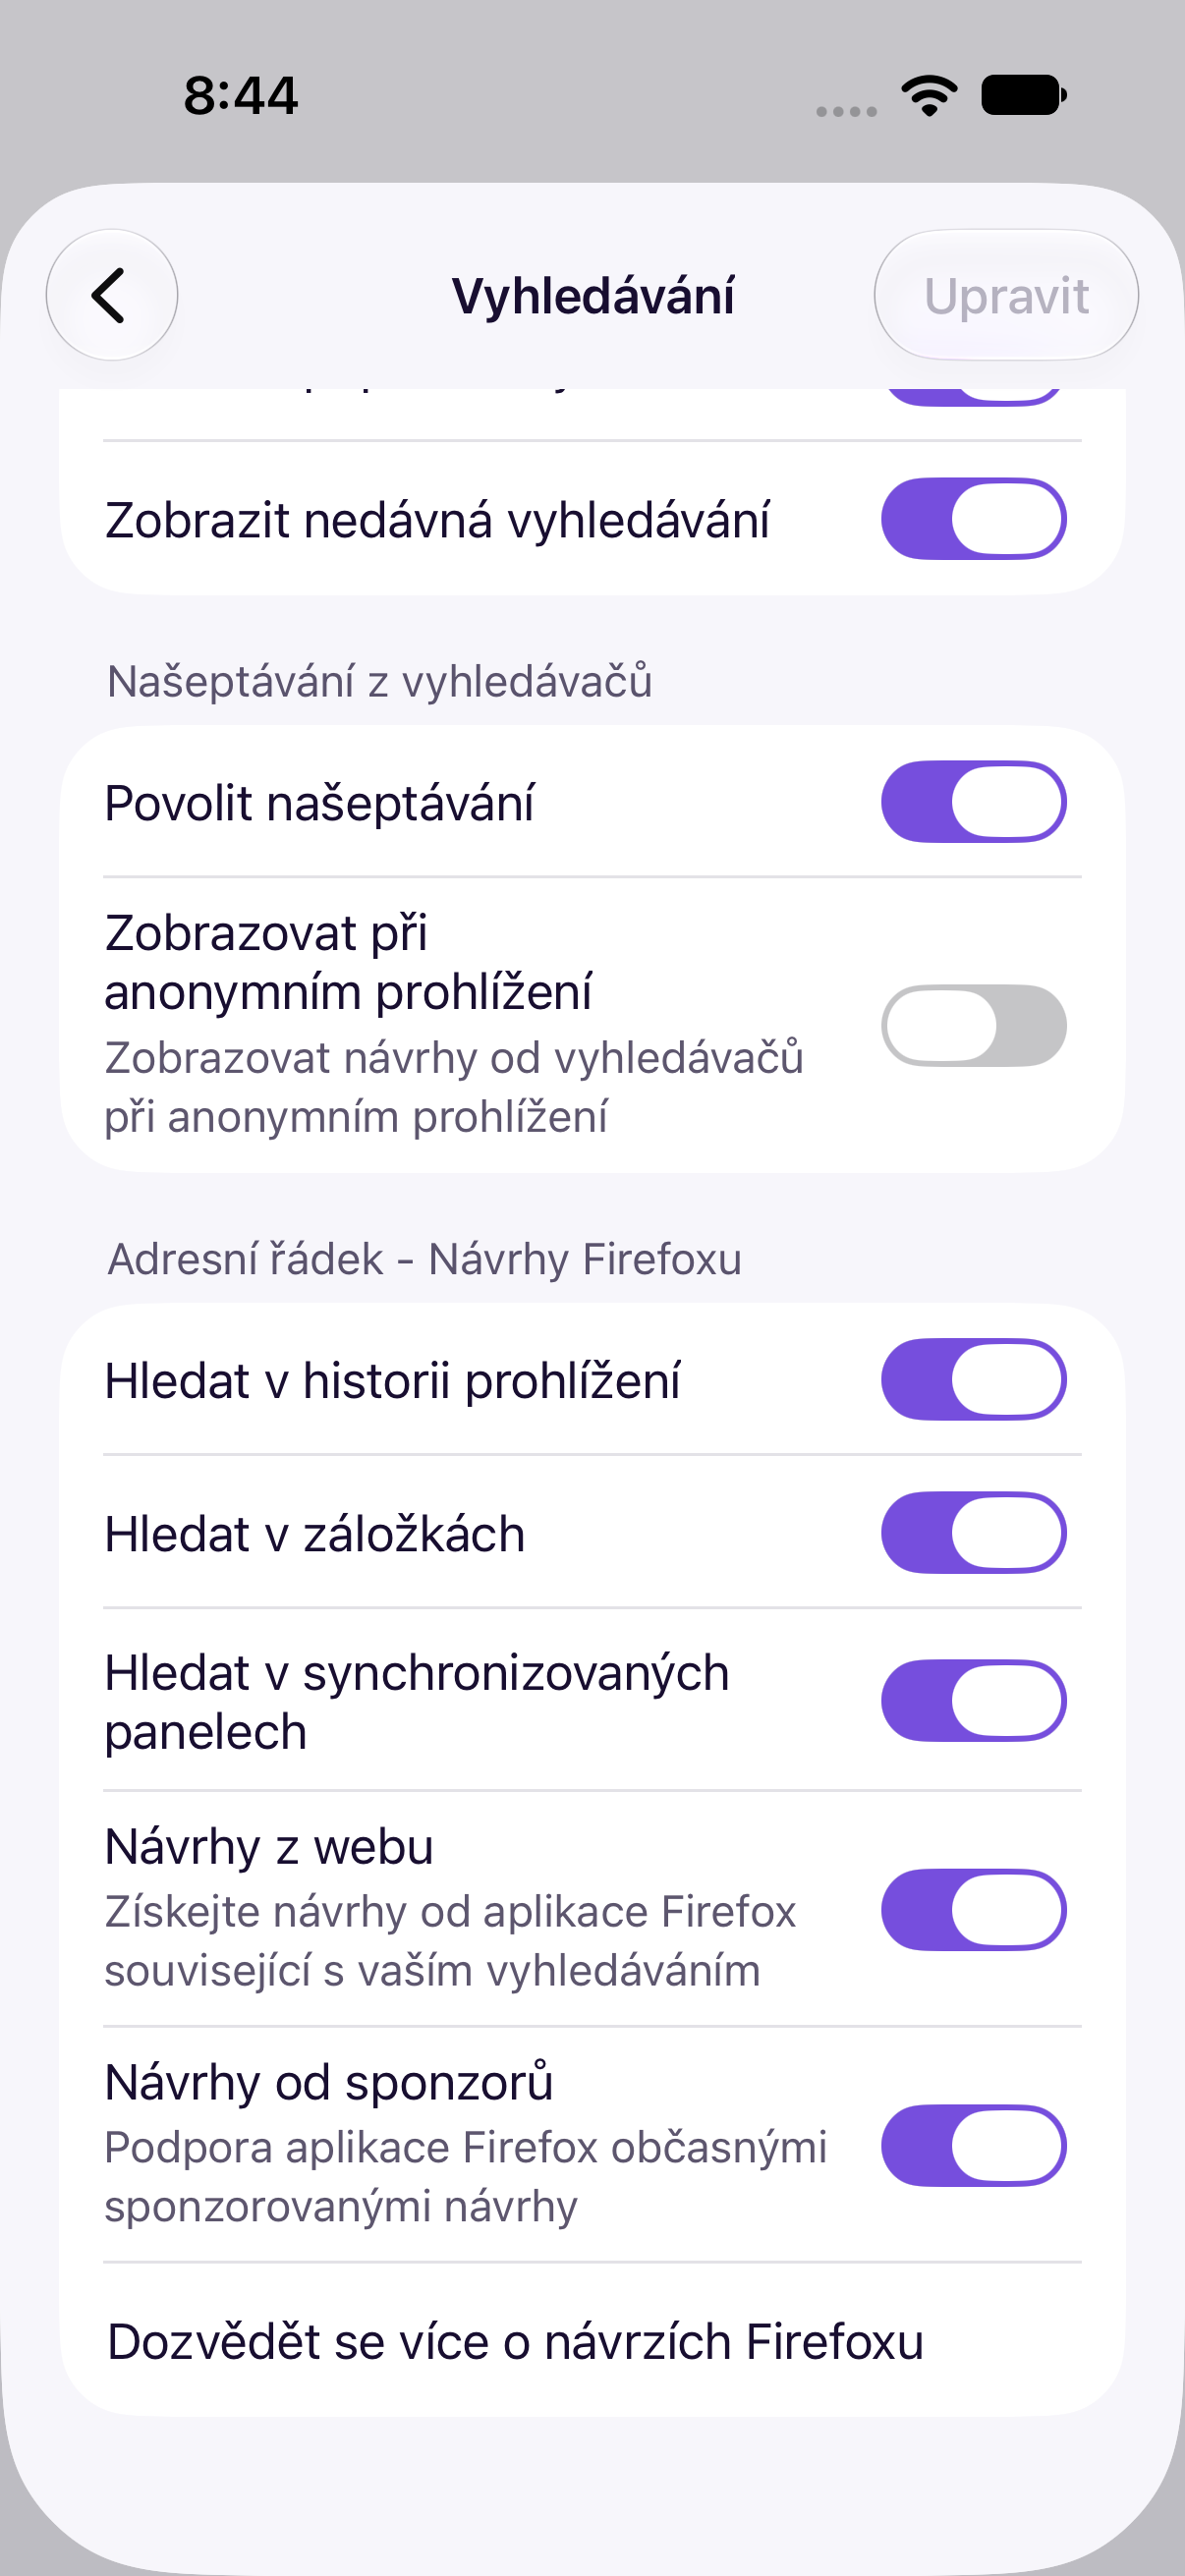 8:44
Vyhledávání
Upravit
Zobrazit nedávná vyhledávání
Našeptávání z vyhledávačů
Povolit našeptávání
Zobrazovat při
anonymním prohlížení
Zobrazovat návrhy od vyhledávačů
při anonymním prohlížení
Adresní řádek - Návrhy Firefoxu
Hledat v historii prohlížení
Hledat v záložkách
Hledat v synchronizovaných
panelech
Návrhy z webu
Získejte návrhy od aplikace Firefox
související s vaším vyhledáváním
Návrhy od sponzorů
Podpora aplikace Firefox občasnými
sponzorovanými návrhy
Dozvědět se více o návrzích Firefoxu